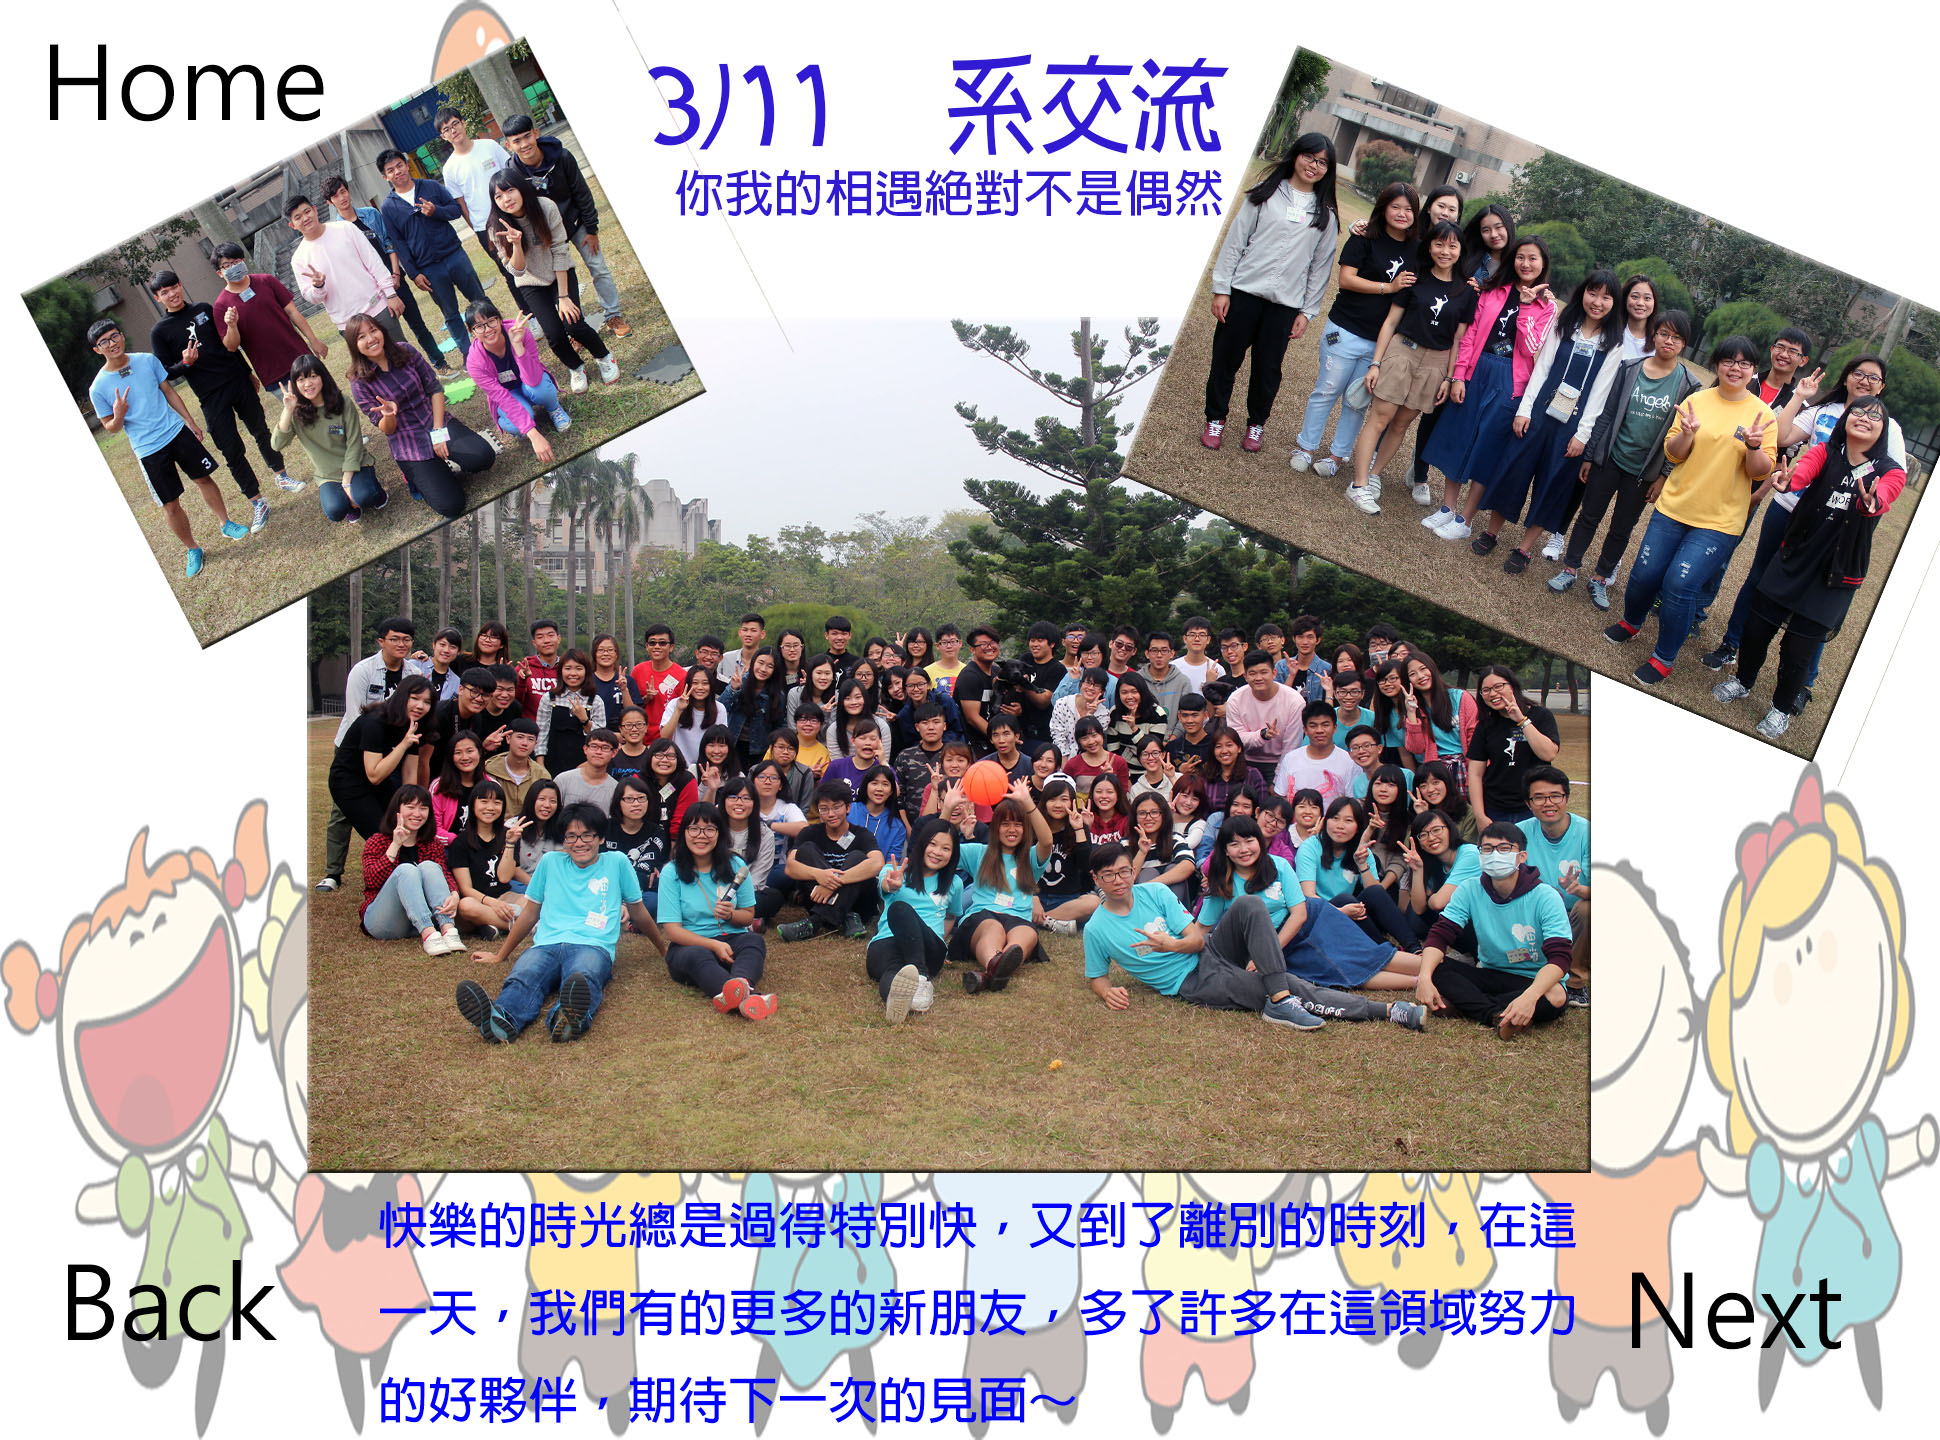 Home
3/11 系交流
你我的相遇絕對不是偶然
Angels
NCYU
快樂的時光總是過得特別快，又到了離別的時刻，在這
一天，我們有的更多的新朋友，多了許多在這領域努力
的好夥伴，期待下一次的見面～
Back
Next